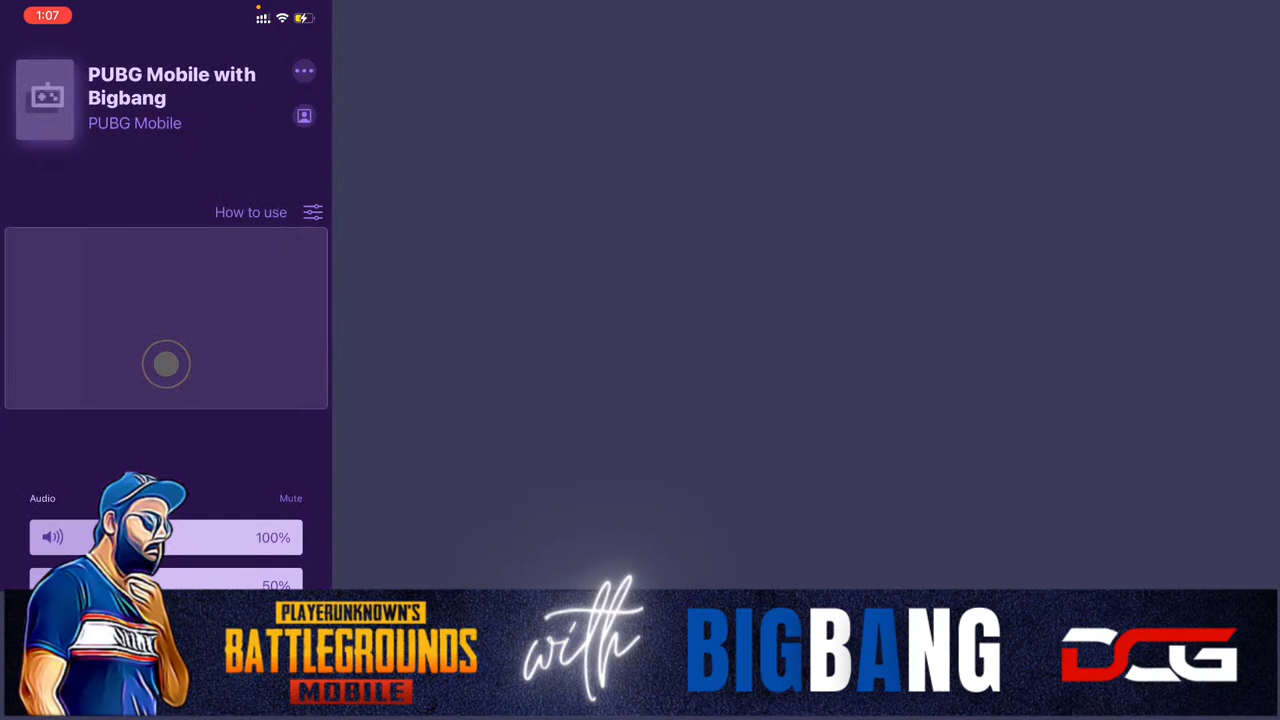 1:07
PUBG Mobile with
Bigbang
PUBG Mobile
How to use
Audio
Mute
100%
50%
PLAYERUNKNOWN'S
BATTLEGROUNDS
MOBILE
with
BIGBANG
DCG